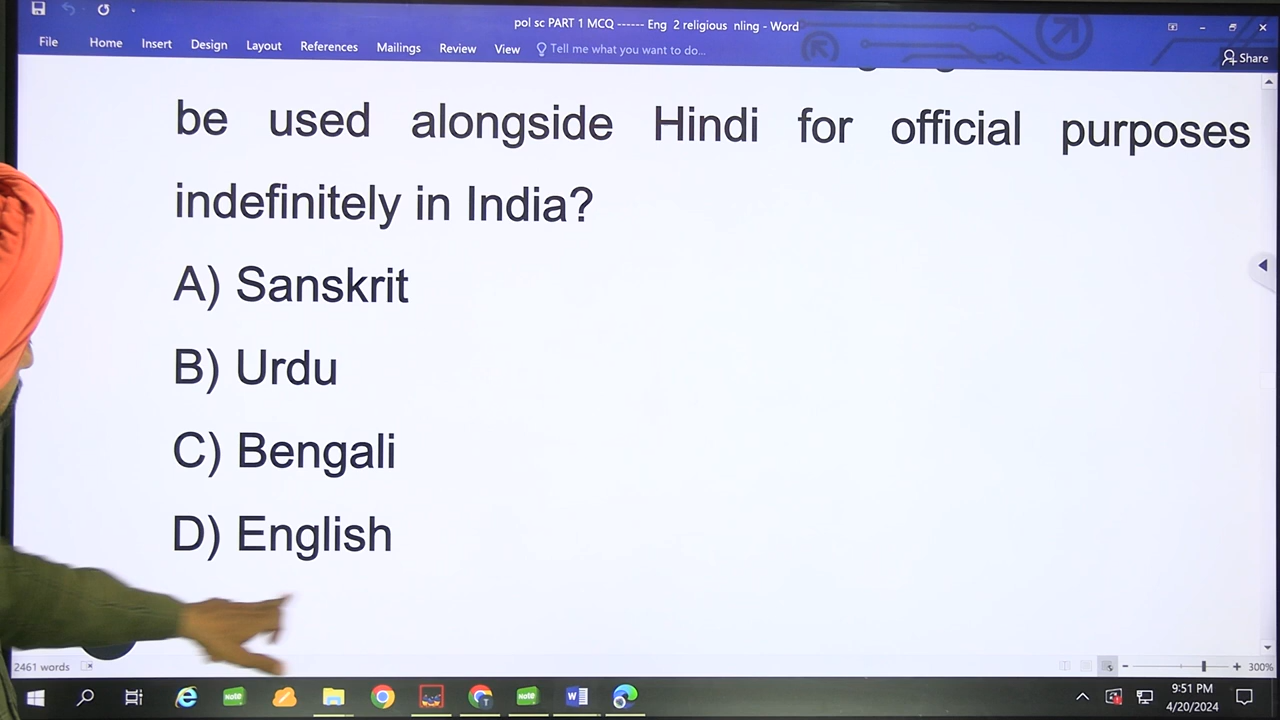 pol sc PART 1 MCQ ------ Eng 2 religious nling - Word
File Home Insert Design Layout References Mailings Review View Tell me what you want to do... Share
be used alongside Hindi for official purposes
indefinitely in India?
A) Sanskrit
B) Urdu
C) Bengali
D) English
2461 words 300%
Note Note
9:51 PM
4/20/2024